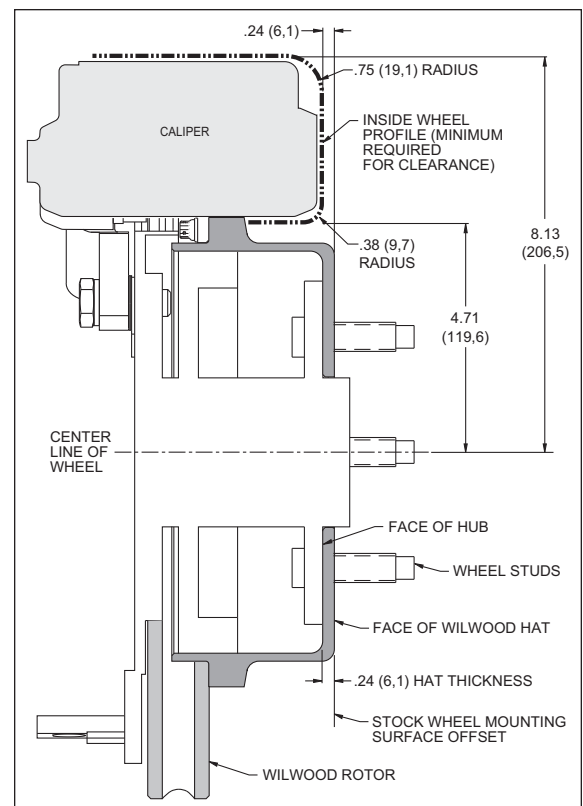 .24 (6,1)
.75 (19,1) RADIUS
CALIPER
INSIDE WHEEL
PROFILE (MINIMUM
REQUIRED
FOR CLEARANCE)
.38 (9,7)
RADIUS
8.13
(206,5)
4.71
(119,6)
CENTER
LINE OF
WHEEL
FACE OF HUB
WHEEL STUDS
FACE OF WILWOOD HAT
.24 (6,1) HAT THICKNESS
STOCK WHEEL MOUNTING
SURFACE OFFSET
WILWOOD ROTOR